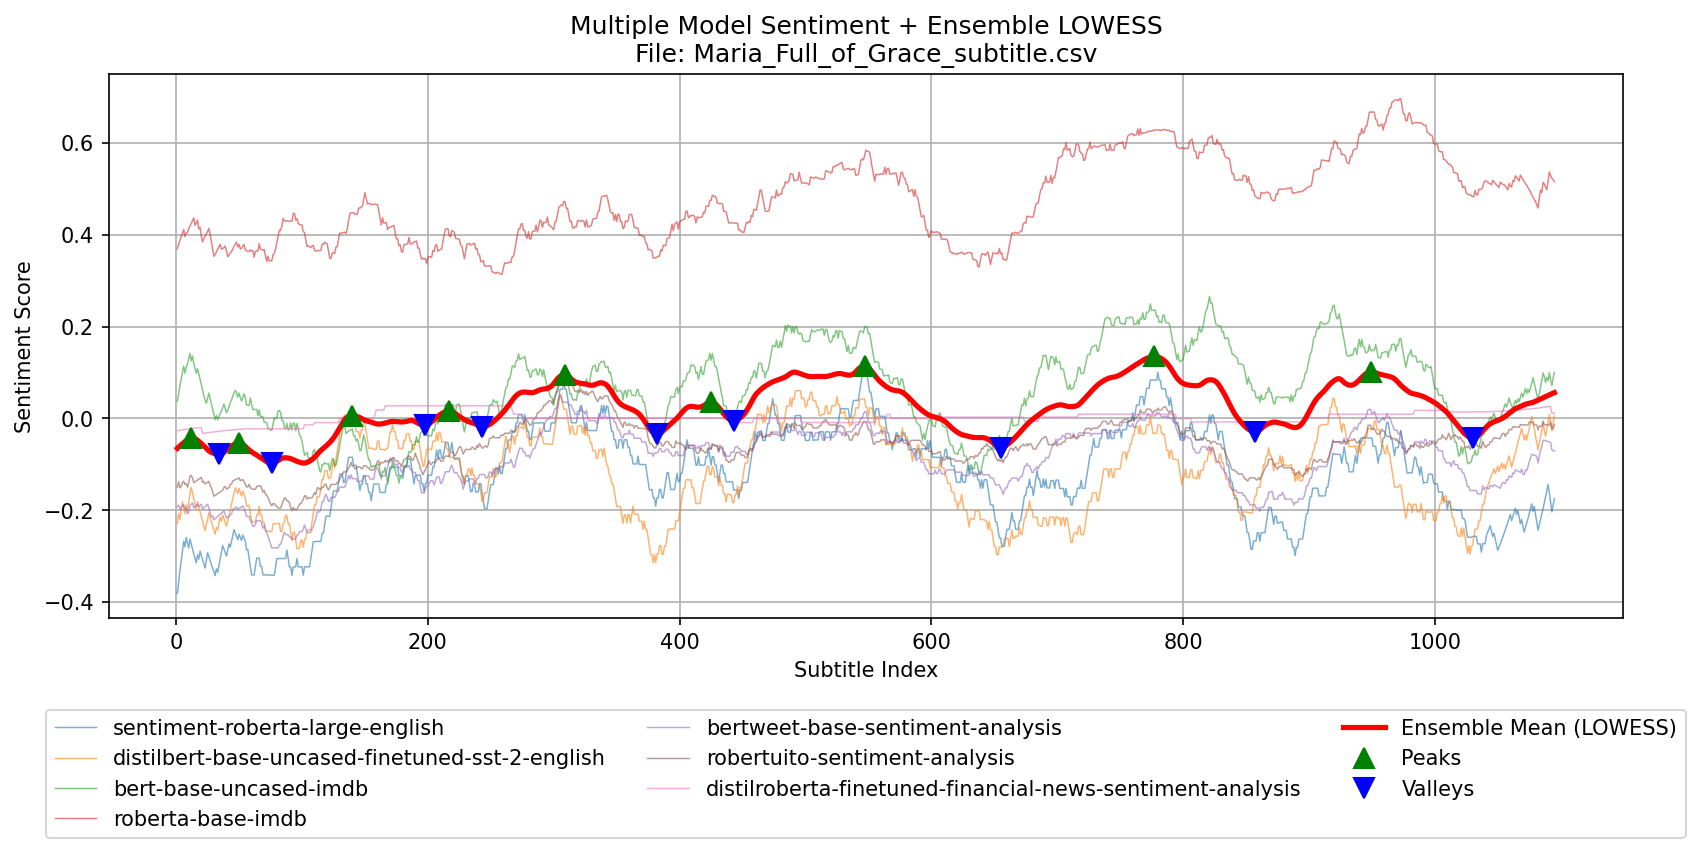 Multiple Model Sentiment + Ensemble LOWESS
File: Maria_Full_of_Grace_subtitle.csv
Sentiment Score
0.6
0.4
0.2
0.0
−0.2
−0.4
0
200
400
600
800
1000
Subtitle Index
sentiment-roberta-large-english
distilbert-base-uncased-finetuned-sst-2-english
bert-base-uncased-imdb
roberta-base-imdb
bertweet-base-sentiment-analysis
robertuito-sentiment-analysis
distilroberta-finetuned-financial-news-sentiment-analysis
Ensemble Mean (LOWESS)
Peaks
Valleys